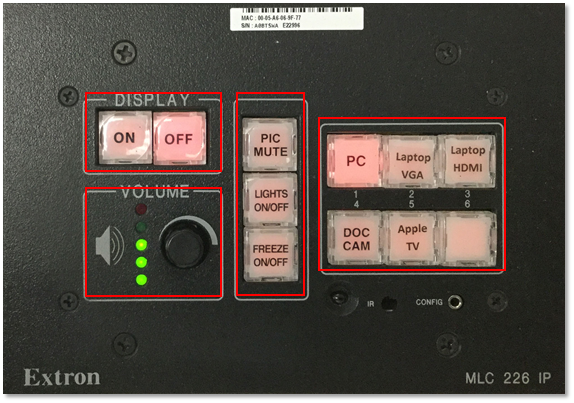 MAC : 00-05-A6-06-9F-77
DISPLAY
ON
OFF
VOLUME
PIC
MUTE
LIGHTS
ON/OFF
FREEZE
ON/OFF
PC
Laptop
VGA
Laptop
HDMI
1
2
3
4
5
6
DOC
CAM
Apple
TV
IR
CONFIG
Extron
MLC 226 IP